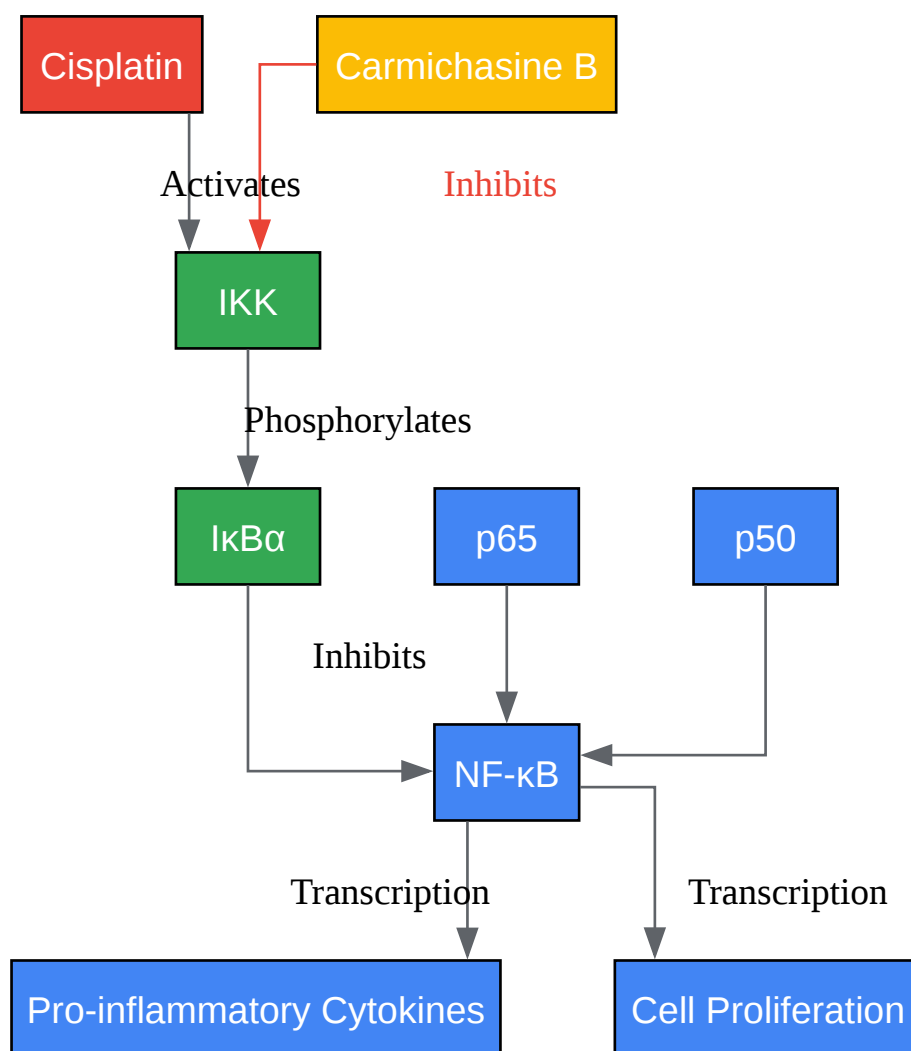 Cisplatin
Carmichasine B
Activates
Inhibits
IKK
Phosphorylates
IκBα
p65
p50
Inhibits
NF-κB
Transcription
Transcription
Pro-inflammatory Cytokines
Cell Proliferation